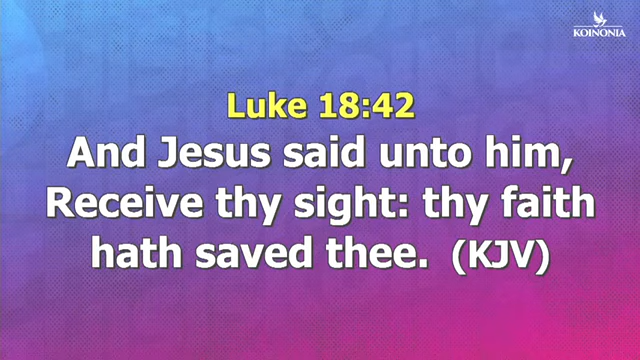 KOINONIA
Luke 18:42
And Jesus said unto him,
Receive thy sight: thy faith
hath saved thee. (KJV)